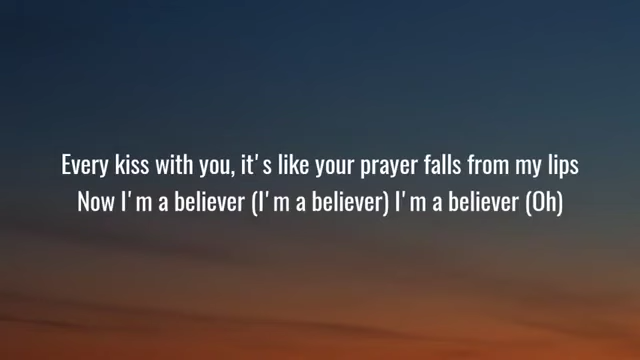 Every kiss with you, it's like your prayer falls from my lips
Now I'm a believer (I'm a believer) I'm a believer (Oh)